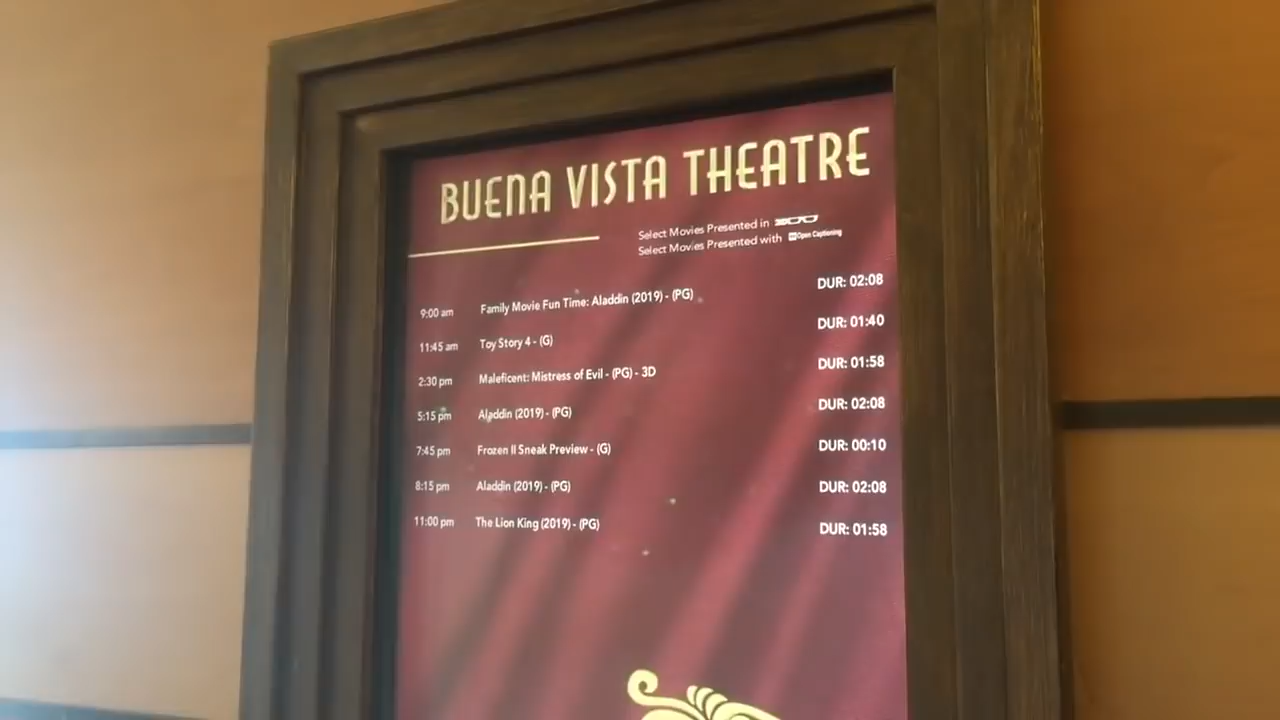 BUENA VISTA THEATRE
Select Movies Presented in
Select Movies Presented with Open Captioning
9:00 am Family Movie Fun Time: Aladdin (2019) - (PG) DUR: 02:08
11:45 am Toy Story 4 - (G) DUR: 01:40
2:30 pm Maleficent: Mistress of Evil - (PG) - 3D DUR: 01:58
5:15 pm Aladdin (2019) - (PG) DUR: 02:08
7:45 pm Frozen II Sneak Preview - (G) DUR: 00:10
8:15 pm Aladdin (2019) - (PG) DUR: 02:08
11:00 pm The Lion King (2019) - (PG) DUR: 01:58